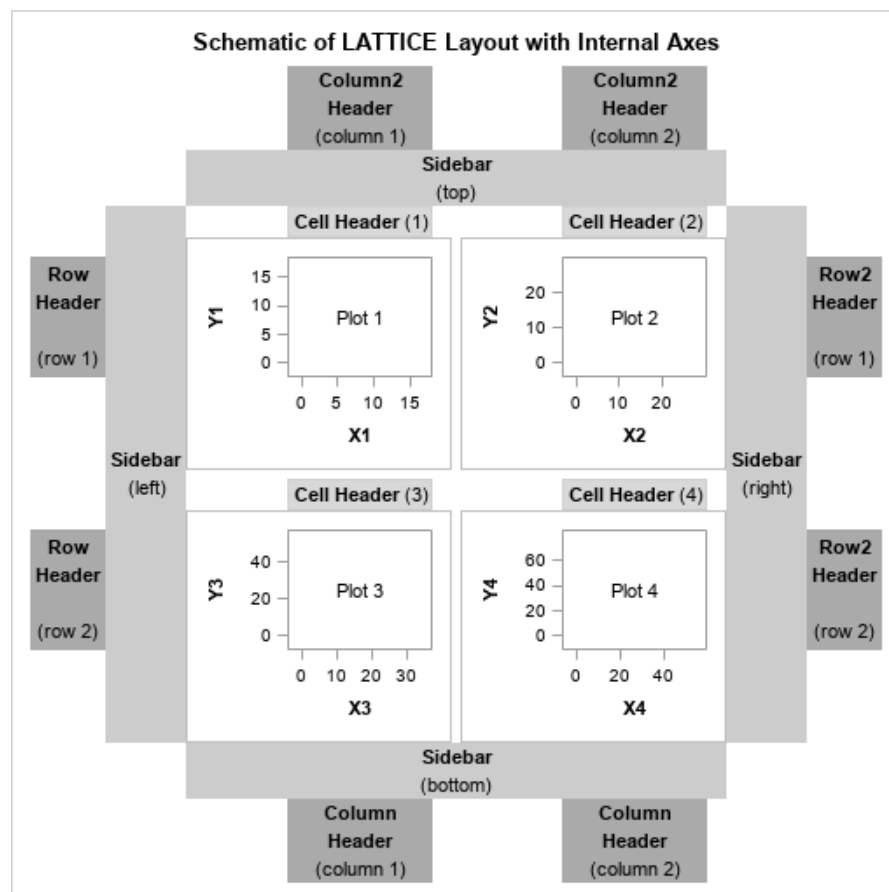 Schematic of LATTICE Layout with Internal Axes
Column2
Header
(column 1)
Column2
Header
(column 2)
Sidebar
(top)
Cell Header (1)
Cell Header (2)
Row
Header
(row 1)
Y1
15
10
5
0
Plot 1
0 5 10 15
X1
Y2
20
10
0
Plot 2
0 10 20
X2
Row2
Header
(row 1)
Sidebar
(left)
Sidebar
(right)
Cell Header (3)
Cell Header (4)
Row
Header
(row 2)
Y3
40
20
0
Plot 3
0 10 20 30
X3
Y4
60
40
20
0
Plot 4
0 20 40
X4
Row2
Header
(row 2)
Sidebar
(bottom)
Column
Header
(column 1)
Column
Header
(column 2)